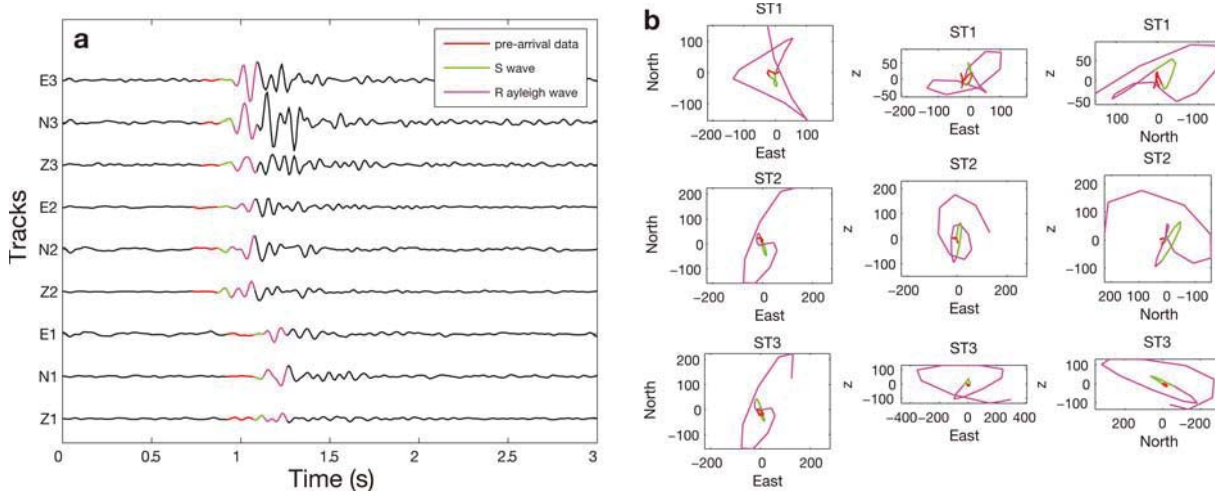 a
pre-arrival data
S wave
R ayleigh wave
E3
N3
Z3
E2
N2
Z2
E1
N1
Z1
Tracks
0 0.5 1 1.5 2 2.5 3
Time (s)
b
ST1
North
100
0
−100
−200 0 200
East
ST1
z
50
0
−50
−100 0 100
East
ST1
z
50
0
−50
100 0 −100
North
ST2
North
200
100
0
−100
0 200
East
ST2
z
200
100
0
−100
−200 0 200
East
ST2
z
200
100
0
−100
200 100 0 −100
North
ST3
North
200
100
0
−100
−200 0 200
East
ST3
z
100
0
−100
−400 −200 0 200 400
East
ST3
z
100
0
−100
200 0 −200
North